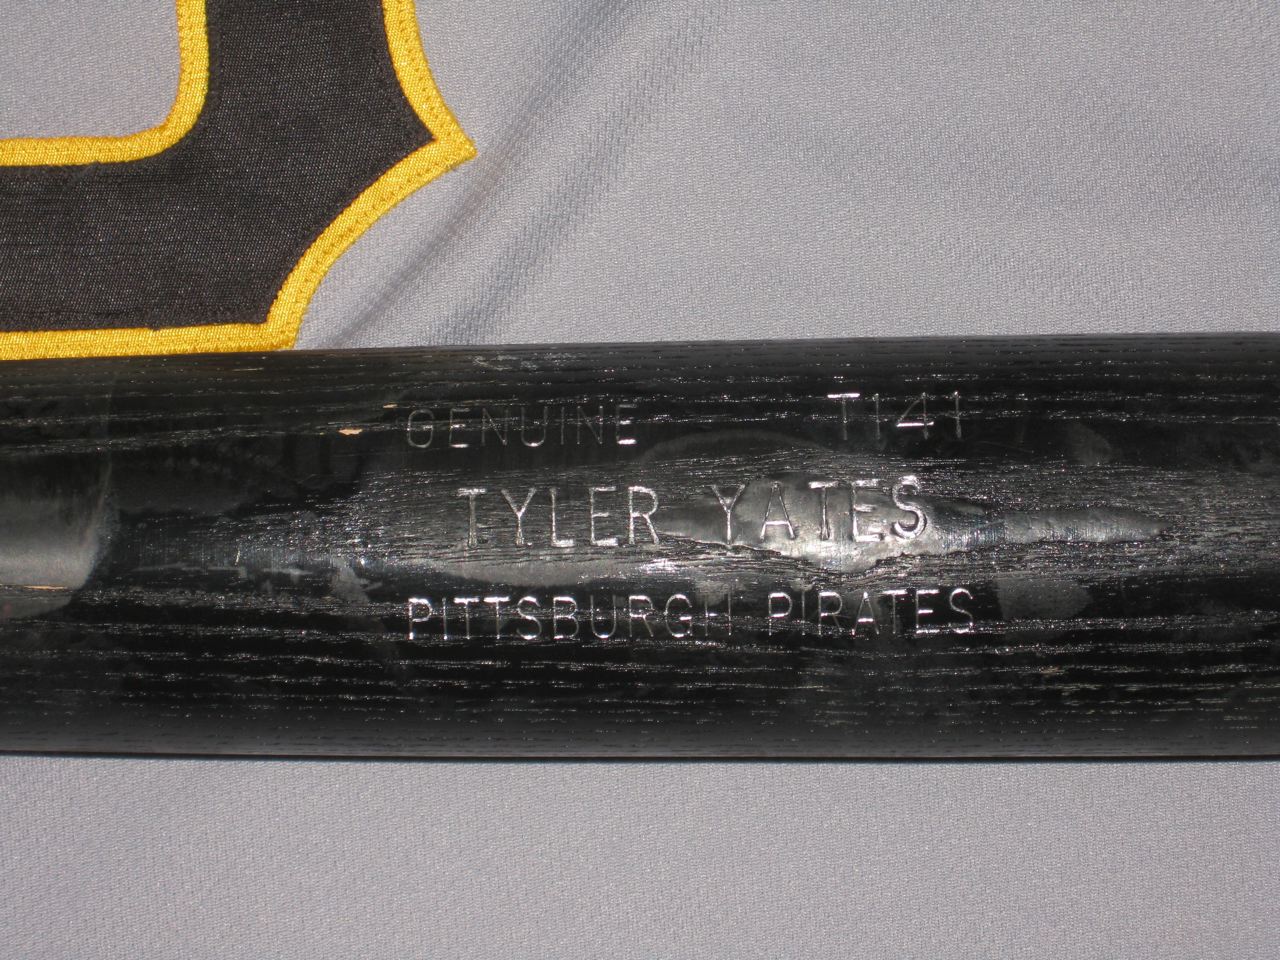 GENUINE T141
TYLER YATES
PITTSBURGH PIRATES